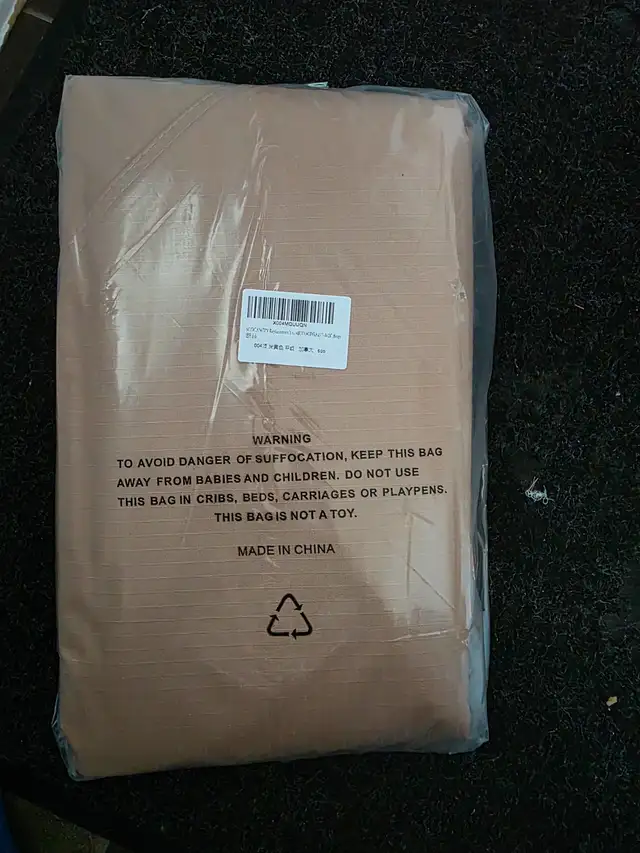 WARNING
TO AVOID DANGER OF SUFFOCATION, KEEP THIS BAG
AWAY FROM BABIES AND CHILDREN. DO NOT USE
THIS BAG IN CRIBS, BEDS, CARRIAGES OR PLAYPENS.
THIS BAG IS NOT A TOY.
MADE IN CHINA